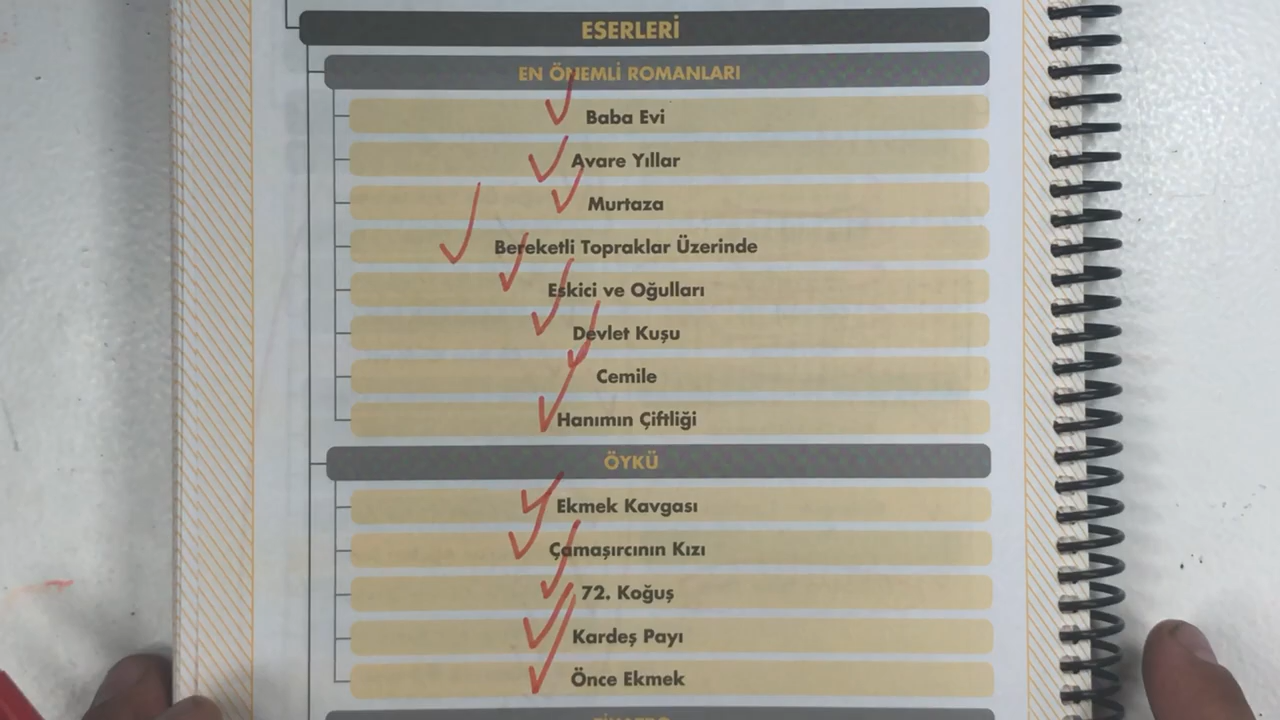 ESERLERİ
EN ÖNEMLİ ROMANLARI
Baba Evi
Avare Yıllar
Murtaza
Bereketli Topraklar Üzerinde
Eskici ve Oğulları
Devlet Kuşu
Cemile
Hanımın Çiftliği
ÖYKÜ
Ekmek Kavgası
Çamaşırcının Kızı
72. Koğuş
Kardeş Payı
Önce Ekmek